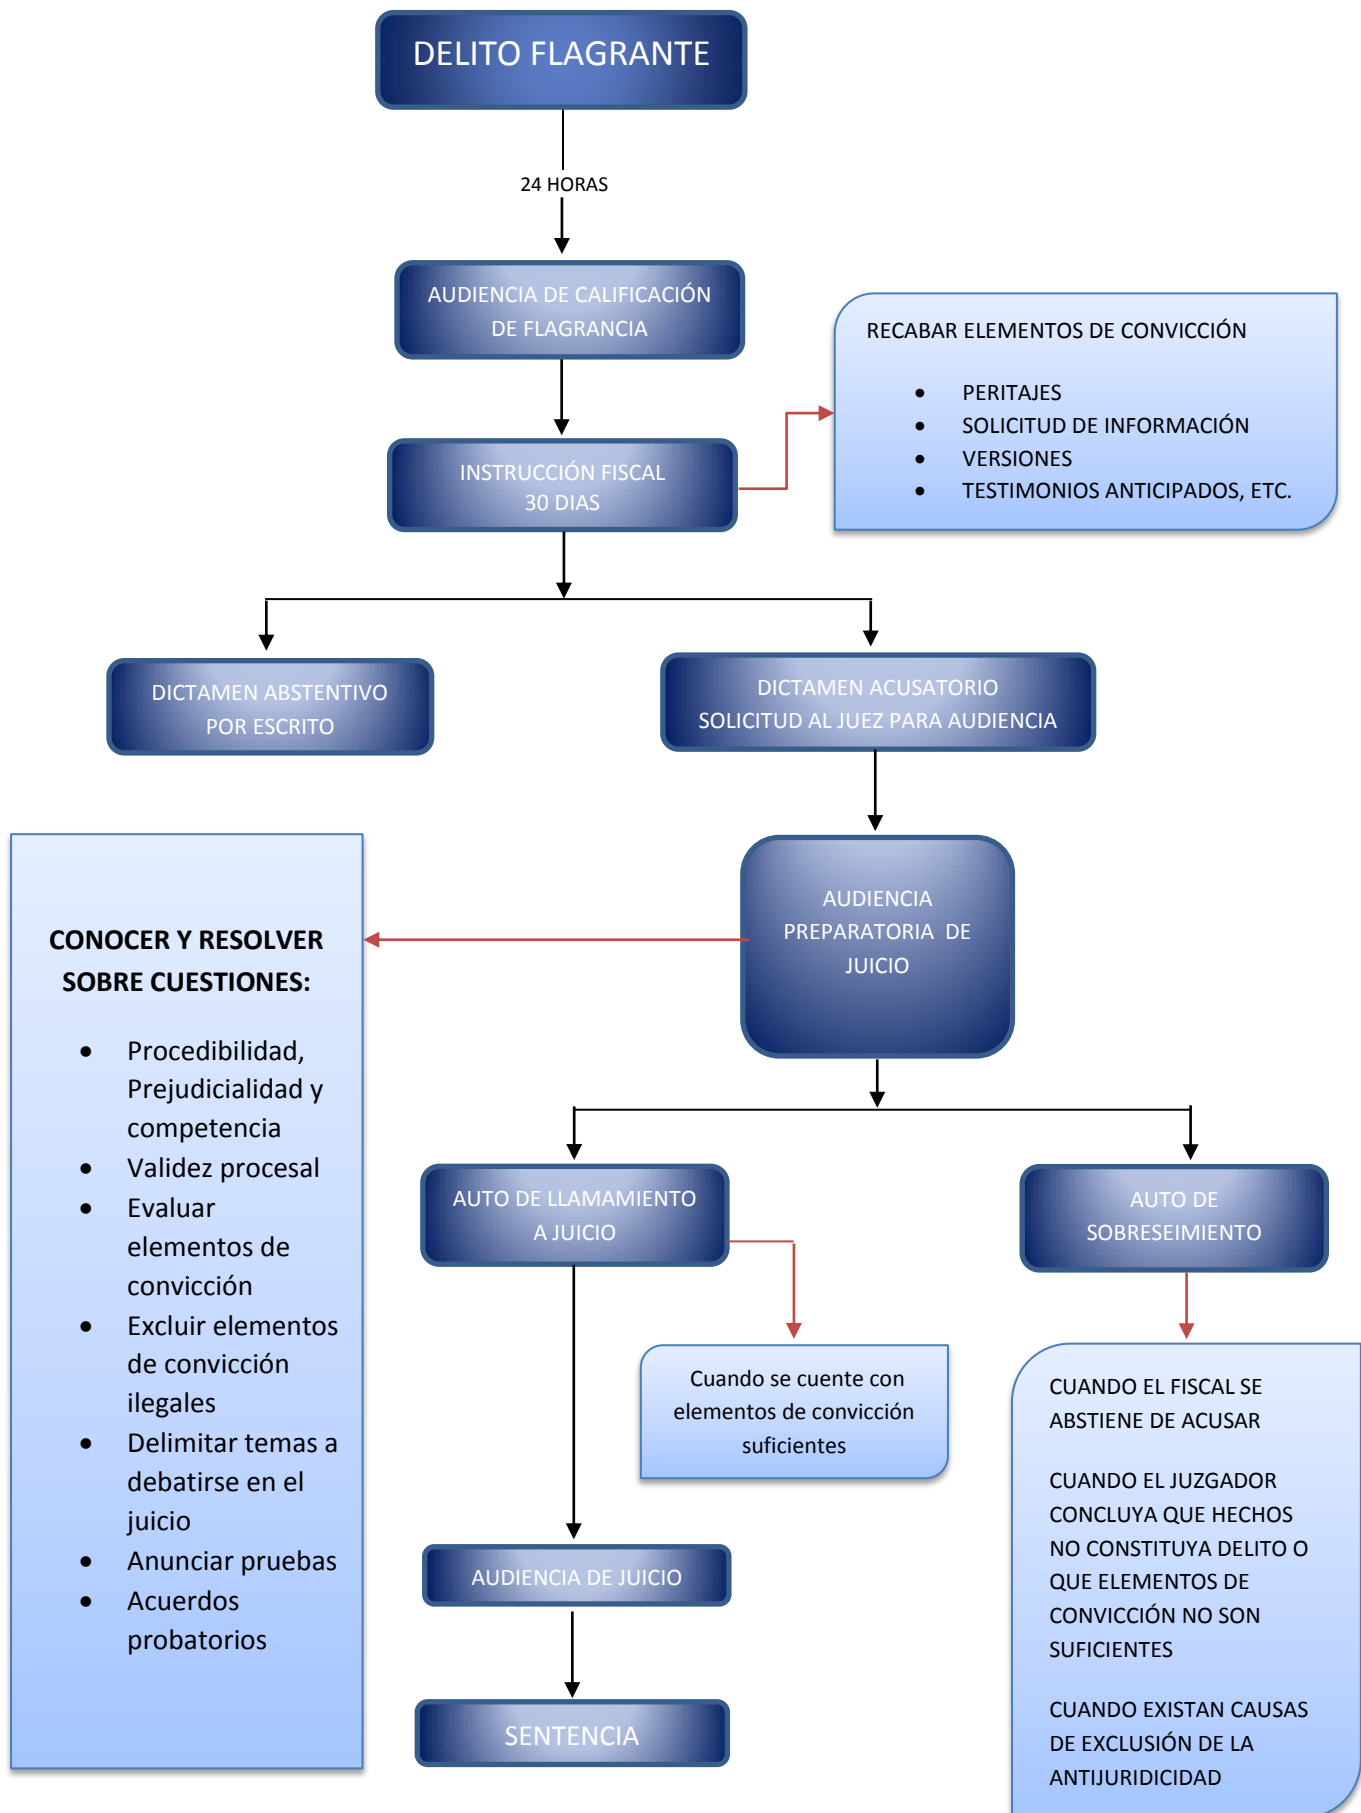 DELITO FLAGRANTE
24 HORAS
AUDIENCIA DE CALIFICACIÓN
DE FLAGRANCIA
RECABAR ELEMENTOS DE CONVICCIÓN
• PERITAJES
• SOLICITUD DE INFORMACIÓN
• VERSIONES
• TESTIMONIOS ANTICIPADOS, ETC.
INSTRUCCIÓN FISCAL
30 DIAS
DICTAMEN ABSTENTIVO
POR ESCRITO
DICTAMEN ACUSATORIO
SOLICITUD AL JUEZ PARA AUDIENCIA
AUDIENCIA
PREPARATORIA DE
JUICIO
CONOCER Y RESOLVER
SOBRE CUESTIONES:
• Procedibilidad,
Prejudicialidad y
competencia
• Validez procesal
• Evaluar
elementos de
convicción
• Excluir elementos
de convicción
ilegales
• Delimitar temas a
debatirse en el
juicio
• Anunciar pruebas
• Acuerdos
probatorios
AUTO DE LLAMAMIENTO
A JUICIO
AUTO DE
SOBRESEIMIENTO
Cuando se cuente con
elementos de convicción
suficientes
CUANDO EL FISCAL SE
ABSTIENE DE ACUSAR
CUANDO EL JUZGADOR
CONCLUYA QUE HECHOS
NO CONSTITUYA DELITO O
QUE ELEMENTOS DE
CONVICCIÓN NO SON
SUFICIENTES
CUANDO EXISTAN CAUSAS
DE EXCLUSIÓN DE LA
ANTIJURIDICIDAD
AUDIENCIA DE JUICIO
SENTENCIA